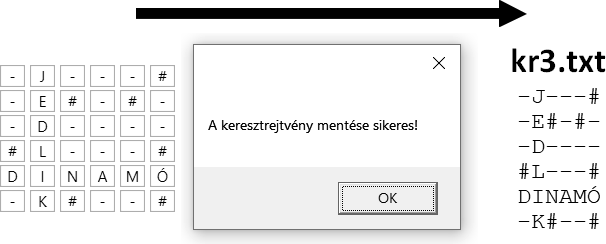 - J - - - #
- E # - # -
- D - - - -
# L - - - #
D I N A M Ó
- K # - - #
A keresztrejtvény mentése sikeres!
OK
kr3.txt
-J---#
-E#-#-
-D----
#L---#
DINAMÓ
-K#--#